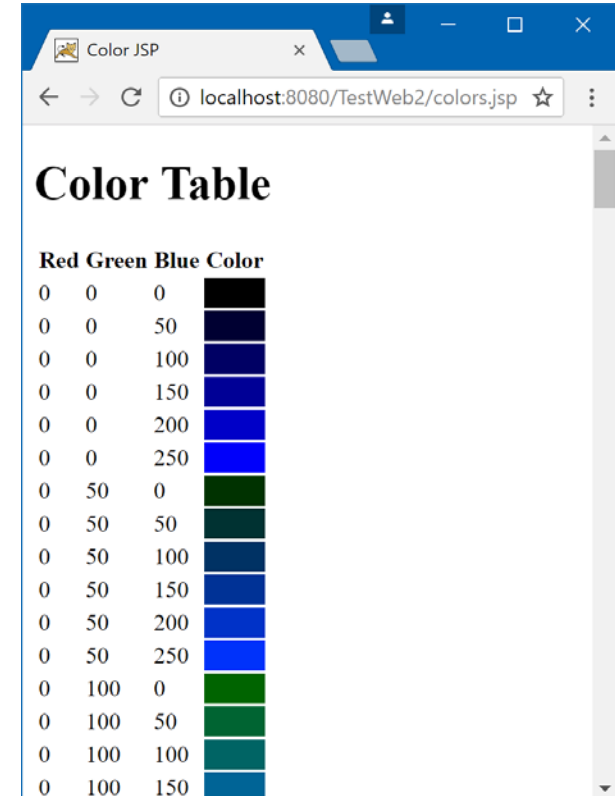 Color JSP
localhost:8080/TestWeb2/colors.jsp
Color Table
Red Green Blue Color
0 0 0
0 0 50
0 0 100
0 0 150
0 0 200
0 0 250
0 50 0
0 50 50
0 50 100
0 50 150
0 50 200
0 50 250
0 100 0
0 100 50
0 100 100
0 100 150